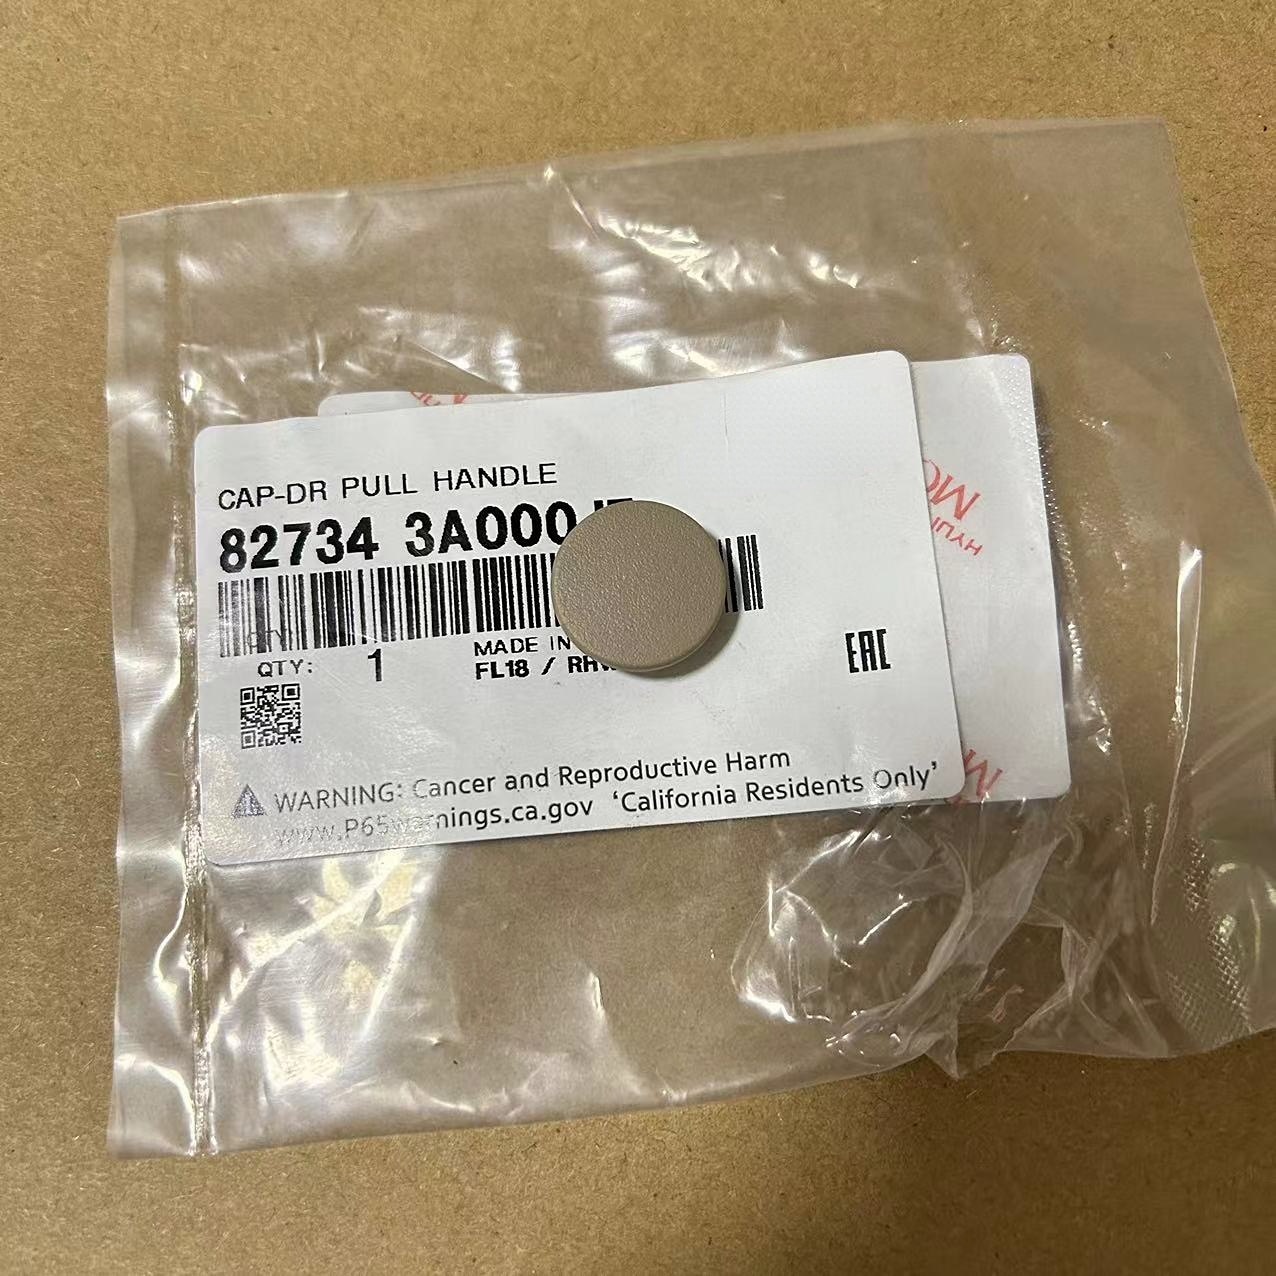 CAP-DR PULL HANDLE
82734 3A000
QTY:
QTY: 1
MADE IN
FL18 / RH
EAC
WARNING: Cancer and Reproductive Harm
www.P65warnings.ca.gov ‘California Residents Only’